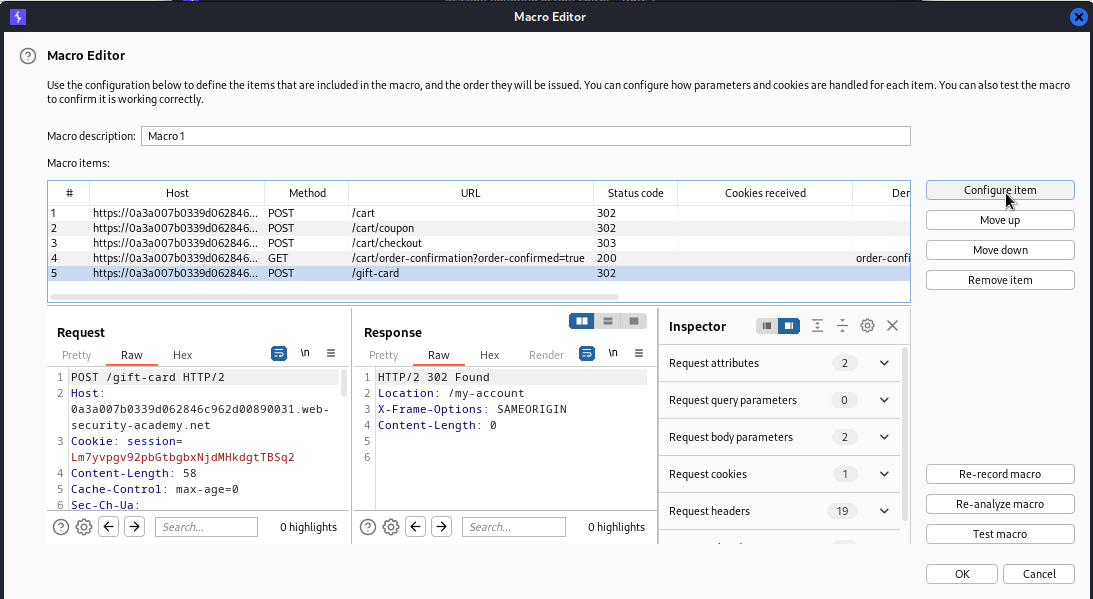 Macro Editor
Macro Editor
Use the configuration below to define the items that are included in the macro, and the order they will be issued. You can configure how parameters and cookies are handled for each item. You can also test the macro
to confirm it is working correctly.
Macro description: Macro 1
Macro items:
# Host Method URL Status code Cookies received Der
1 https://0a3a007b0339d062846... POST /cart 302
2 https://0a3a007b0339d062846... POST /cart/coupon 302
3 https://0a3a007b0339d062846... POST /cart/checkout 303
4 https://0a3a007b0339d062846... GET /cart/order-confirmation?order-confirmed=true 200 order-confi
5 https://0a3a007b0339d062846... POST /gift-card 302
Configure item
Move up
Move down
Remove item
Request
Pretty Raw Hex \n
1 POST /gift-card HTTP/2
2 Host:
0a3a007b0339d062846c962d00890031.web-
security-academy.net
3 Cookie: session=
Lm7yvpgv92pbGtbgbxNjdMHkdgtTBSq2
4 Content-Length: 58
5 Cache-Control: max-age=0
6 Sec-Ch-Ua:
Search... 0 highlights
Response
Pretty Raw Hex Render \n
1 HTTP/2 302 Found
2 Location: /my-account
3 X-Frame-Options: SAMEORIGIN
4 Content-Length: 0
5
6
Search... 0 highlights
Inspector
Request attributes 2
Request query parameters 0
Request body parameters 2
Request cookies 1
Request headers 19
Re-record macro
Re-analyze macro
Test macro
OK Cancel